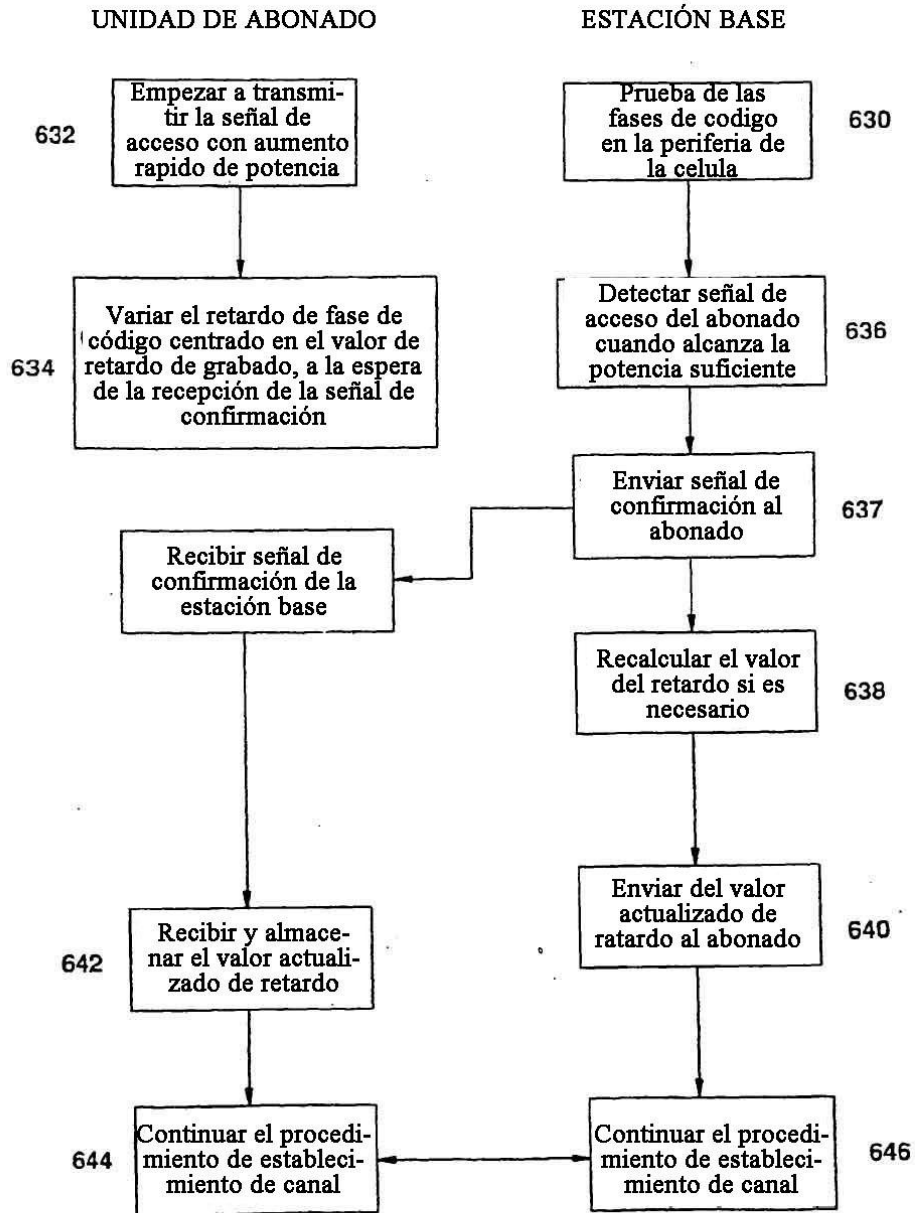 UNIDAD DE ABONADO
ESTACIÓN BASE
632
Empezar a transmi-
tir la señal de
acceso con aumento
rapido de potencia
Prueba de las
fases de codigo
en la periferia de
la celula
630
634
Variar el retardo de fase de
código centrado en el valor de
retardo de grabado, a la espera
de la recepción de la señal de
confirmación
Detectar señal de
acceso del abonado
cuando alcanza la
potencia suficiente
636
Enviar señal de
confirmación al
abonado
637
Recibir señal de
confirmación de la
estación base
Recalcular el valor
del retardo si es
necesario
638
Enviar del valor
actualizado de
ratardo al abonado
640
642
Recibir y almace-
nar el valor actuali-
zado de retardo
644
Continuar el procedi-
miento de estableci-
miento de canal
Continuar el procedi-
miento de estableci-
miento de canal
646